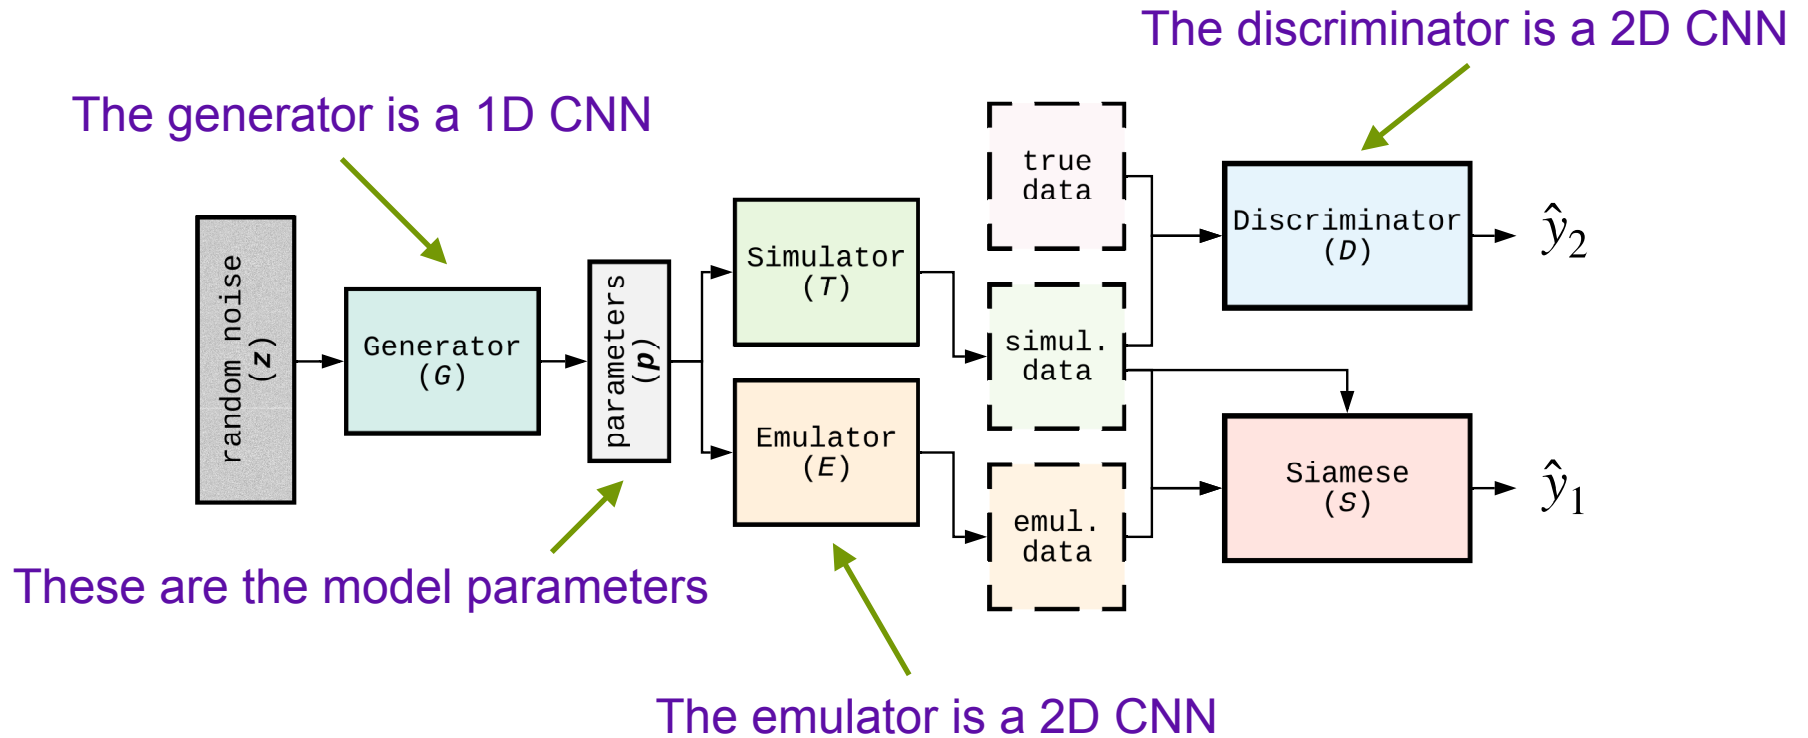 The discriminator is a 2D CNN
The generator is a 1D CNN
random noise
(z)
Generator
(G)
parameters
(p)
Simulator
(T)
Emulator
(E)
true
data
simul.
data
emul.
data
Discriminator
(D)
ŷ2
Siamese
(S)
ŷ1
These are the model parameters
The emulator is a 2D CNN